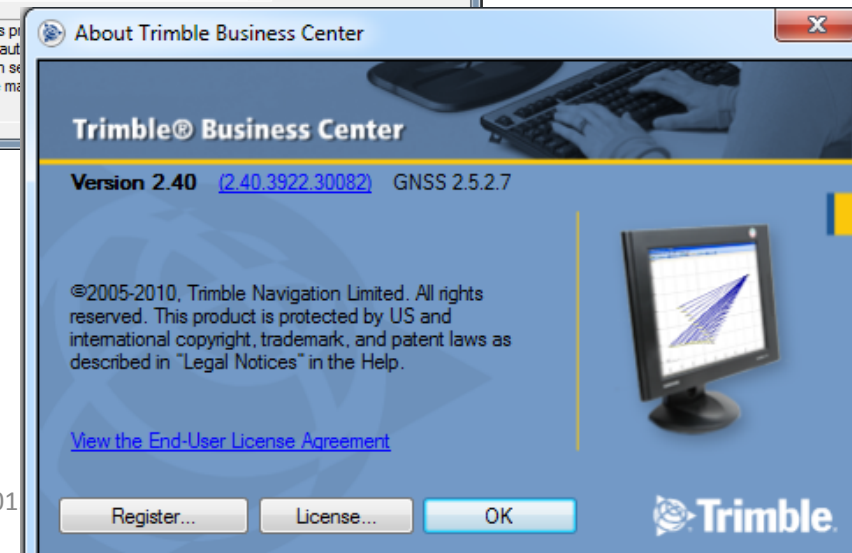 About Trimble Business Center
Trimble® Business Center
Version 2.40 (2.40.3922.30082) GNSS 2.5.2.7
©2005-2010, Trimble Navigation Limited. All rights
reserved. This product is protected by US and
international copyright, trademark, and patent laws as
described in "Legal Notices" in the Help.
View the End-User License Agreement
Register... License... OK
Trimble.
01